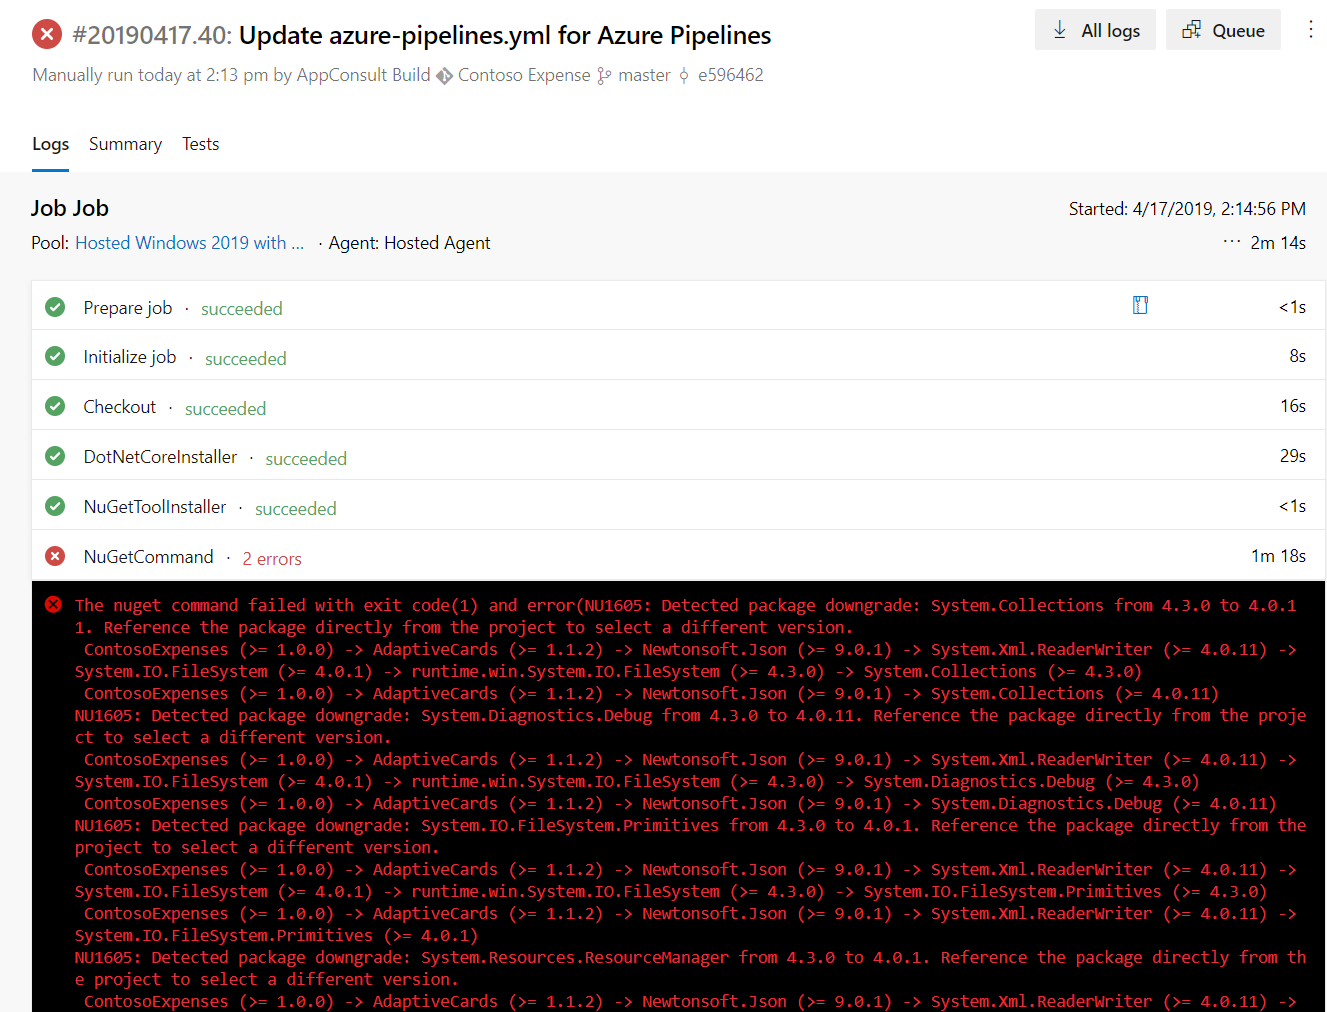 #20190417.40: Update azure-pipelines.yml for Azure Pipelines
All logs
Queue
Manually run today at 2:13 pm by AppConsult Build Contoso Expense master e596462
Logs Summary Tests
Job Job
Started: 4/17/2019, 2:14:56 PM
Pool: Hosted Windows 2019 with ... · Agent: Hosted Agent
··· 2m 14s
Prepare job · succeeded <1s
Initialize job · succeeded 8s
Checkout · succeeded 16s
DotNetCoreInstaller · succeeded 29s
NuGetToolInstaller · succeeded <1s
NuGetCommand · 2 errors 1m 18s
The nuget command failed with exit code(1) and error(NU1605: Detected package downgrade: System.Collections from 4.3.0 to 4.0.1
1. Reference the package directly from the project to select a different version.
ContosoExpenses (>= 1.0.0) -> AdaptiveCards (>= 1.1.2) -> Newtonsoft.Json (>= 9.0.1) -> System.Xml.ReaderWriter (>= 4.0.11) ->
System.IO.FileSystem (>= 4.0.1) -> runtime.win.System.IO.FileSystem (>= 4.3.0) -> System.Collections (>= 4.3.0)
ContosoExpenses (>= 1.0.0) -> AdaptiveCards (>= 1.1.2) -> Newtonsoft.Json (>= 9.0.1) -> System.Collections (>= 4.0.11)
NU1605: Detected package downgrade: System.Diagnostics.Debug from 4.3.0 to 4.0.11. Reference the package directly from the proje
ct to select a different version.
ContosoExpenses (>= 1.0.0) -> AdaptiveCards (>= 1.1.2) -> Newtonsoft.Json (>= 9.0.1) -> System.Xml.ReaderWriter (>= 4.0.11) ->
System.IO.FileSystem (>= 4.0.1) -> runtime.win.System.IO.FileSystem (>= 4.3.0) -> System.Diagnostics.Debug (>= 4.3.0)
ContosoExpenses (>= 1.0.0) -> AdaptiveCards (>= 1.1.2) -> Newtonsoft.Json (>= 9.0.1) -> System.Diagnostics.Debug (>= 4.0.11)
NU1605: Detected package downgrade: System.IO.FileSystem.Primitives from 4.3.0 to 4.0.1. Reference the package directly from the
project to select a different version.
ContosoExpenses (>= 1.0.0) -> AdaptiveCards (>= 1.1.2) -> Newtonsoft.Json (>= 9.0.1) -> System.Xml.ReaderWriter (>= 4.0.11) ->
System.IO.FileSystem (>= 4.0.1) -> runtime.win.System.IO.FileSystem (>= 4.3.0) -> System.IO.FileSystem.Primitives (>= 4.3.0)
ContosoExpenses (>= 1.0.0) -> AdaptiveCards (>= 1.1.2) -> Newtonsoft.Json (>= 9.0.1) -> System.Xml.ReaderWriter (>= 4.0.11) ->
System.IO.FileSystem.Primitives (>= 4.0.1)
NU1605: Detected package downgrade: System.Resources.ResourceManager from 4.3.0 to 4.0.1. Reference the package directly from th
e project to select a different version.
ContosoExpenses (>= 1.0.0) -> AdaptiveCards (>= 1.1.2) -> Newtonsoft.Json (>= 9.0.1) -> System.Xml.ReaderWriter (>= 4.0.11) ->